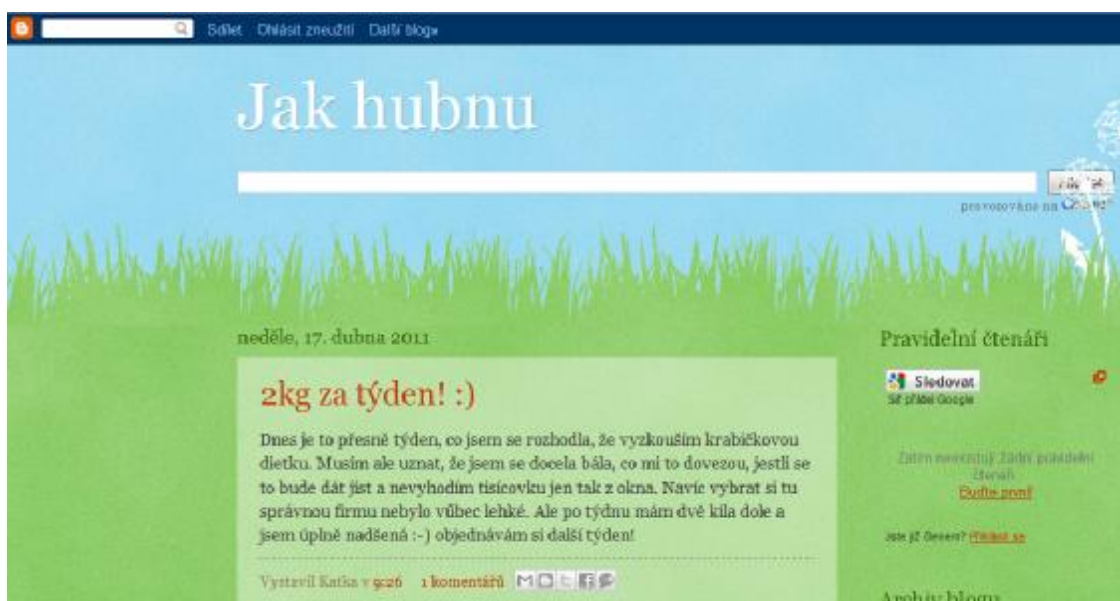 Sdílet Ohlásit zneužití Další blog»
Jak hubnu
provozováno na
neděle, 17. dubna 2011
2kg za týden! :)
Dnes je to přesně týden, co jsem se rozhodla, že vyzkouším krabičkovou
dietku. Musím ale uznat, že jsem se docela bála, co mi to dovezou, jestli se
to bude dát jíst a nevyhodím tisícovku jen tak z okna. Navíc vybrat si tu
správnou firmu nebylo vůbec lehké. Ale po týdnu mám dvě kila dole a
jsem úplně nadšená :-) objednávám si další týden!
Vystavil Katka v 9:26 1 komentářů
Pravidelní čtenáři
Sledovat
Síť přátel Google
Zatím neexistují žádní pravidelní
čtenáři.
Buďte první!
Jste již členem? Přihlásit se
Archiv blogu